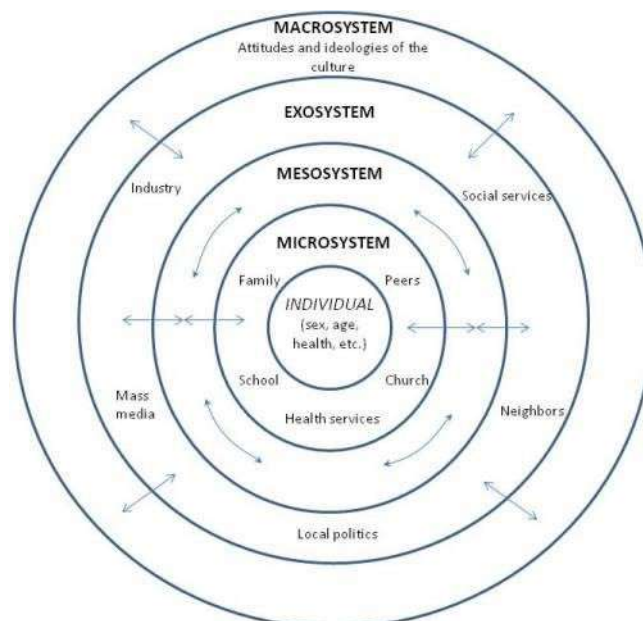 MACROSYSTEM
Attitudes and ideologies of the
culture
EXOSYSTEM
MESOSYSTEM
Industry
Social services
MICROSYSTEM
Family
Peers
INDIVIDUAL
(sex, age,
health, etc.)
School
Church
Mass
media
Health services
Neighbors
Local politics